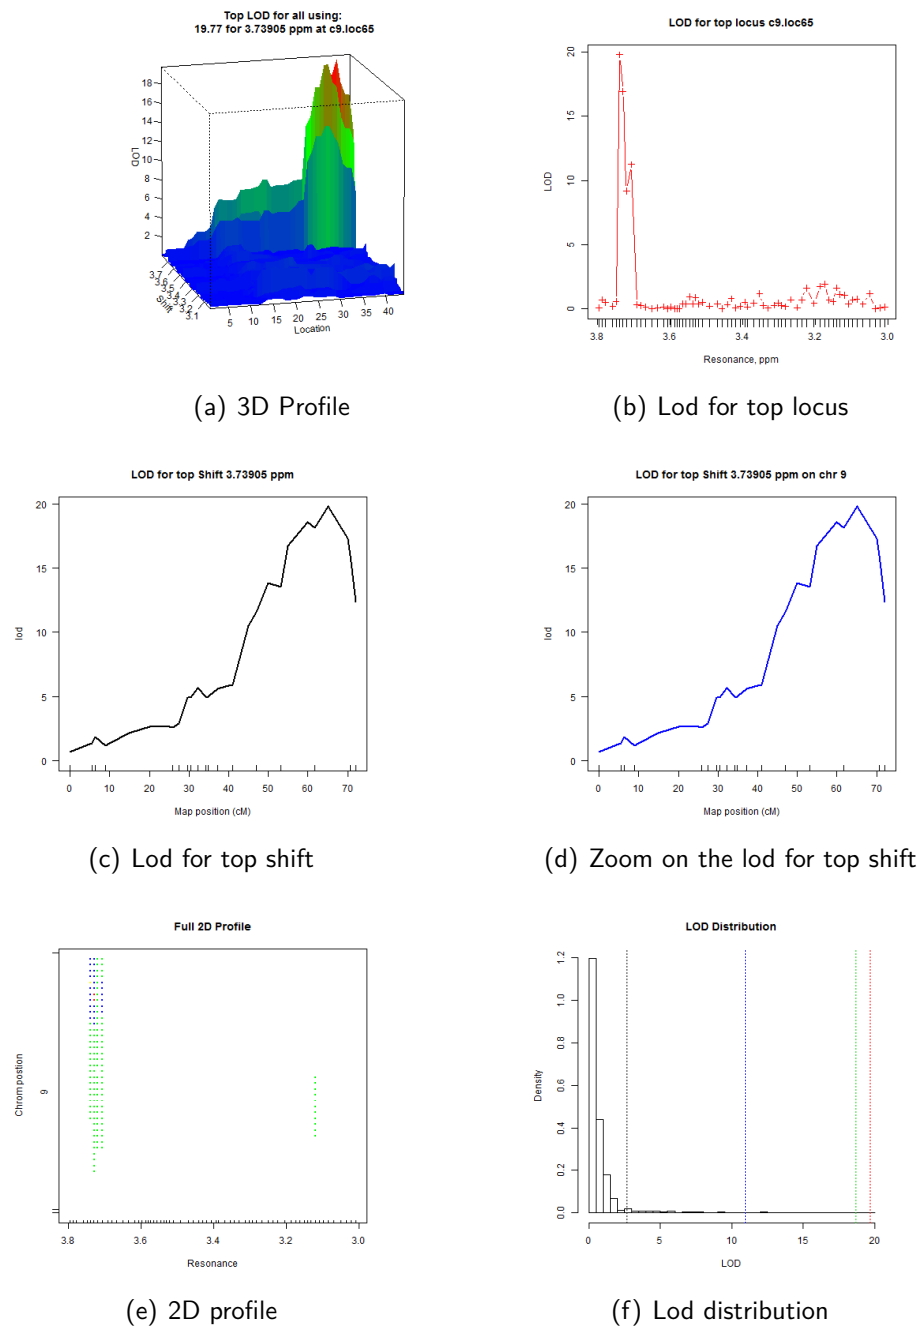 Top LOD for all using:
19.77 for 3.73905 ppm at c9.loc65
LOD
18
16
14
12
10
8
6
4
2
3.7
3.6
3.5
3.4
3.3
3.2
3.1
Shift
5 10 15 20 25 30 35 40
Location
(a) 3D Profile
LOD for top locus c9.loc65
LOD
20
15
10
5
0
3.8 3.6 3.4 3.2 3.0
Resonance, ppm
(b) Lod for top locus
LOD for top Shift 3.73905 ppm
lod
20
15
10
5
0
0 10 20 30 40 50 60 70
Map position (cM)
(c) Lod for top shift
LOD for top Shift 3.73905 ppm on chr 9
lod
20
15
10
5
0
0 10 20 30 40 50 60 70
Map position (cM)
(d) Zoom on the lod for top shift
Full 2D Profile
Chrom postion
9
3.8 3.6 3.4 3.2 3.0
Resonance
(e) 2D profile
LOD Distribution
Density
1.2
1.0
0.8
0.6
0.4
0.2
0.0
0 5 10 15 20
LOD
(f) Lod distribution